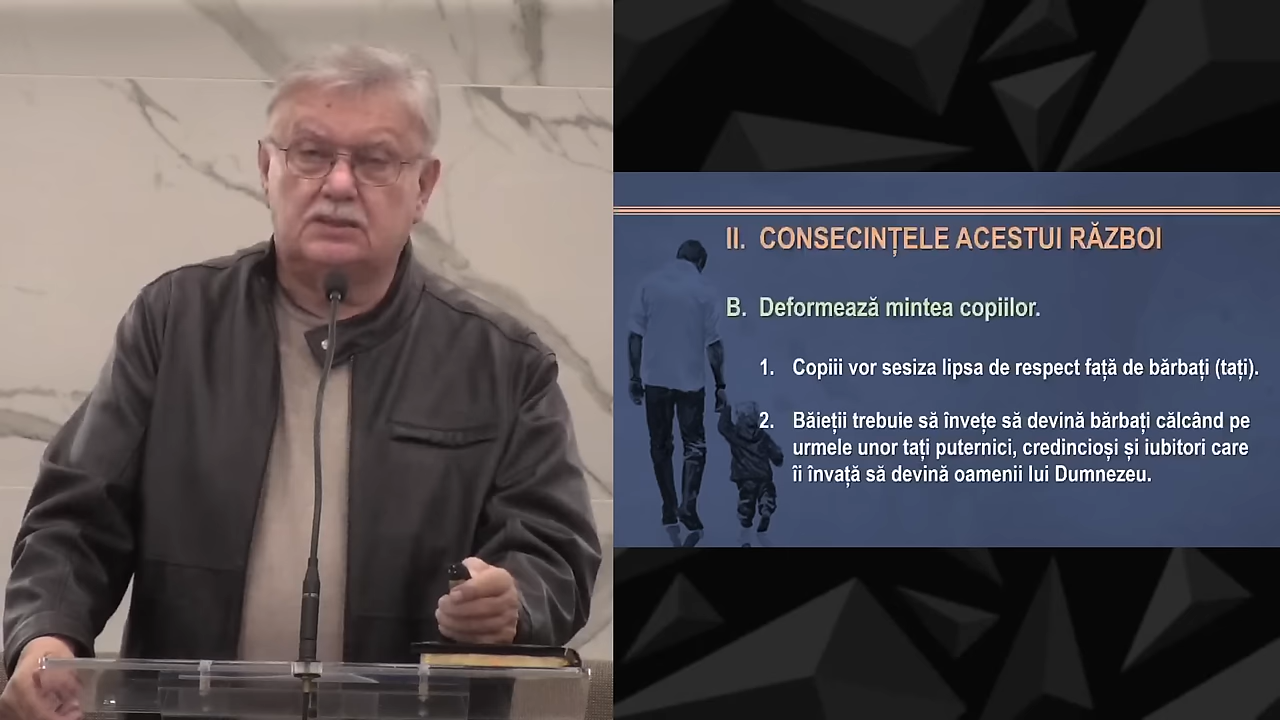 II. CONSECINȚELE ACESTUI RĂZBOI
B. Deformează mintea copiilor.
1. Copiii vor sesiza lipsa de respect față de bărbați (tați).
2. Băieții trebuie să învețe să devină bărbați călcând pe
urmele unor tați puternici, credincioși și iubitori care
îi învață să devină oamenii lui Dumnezeu.